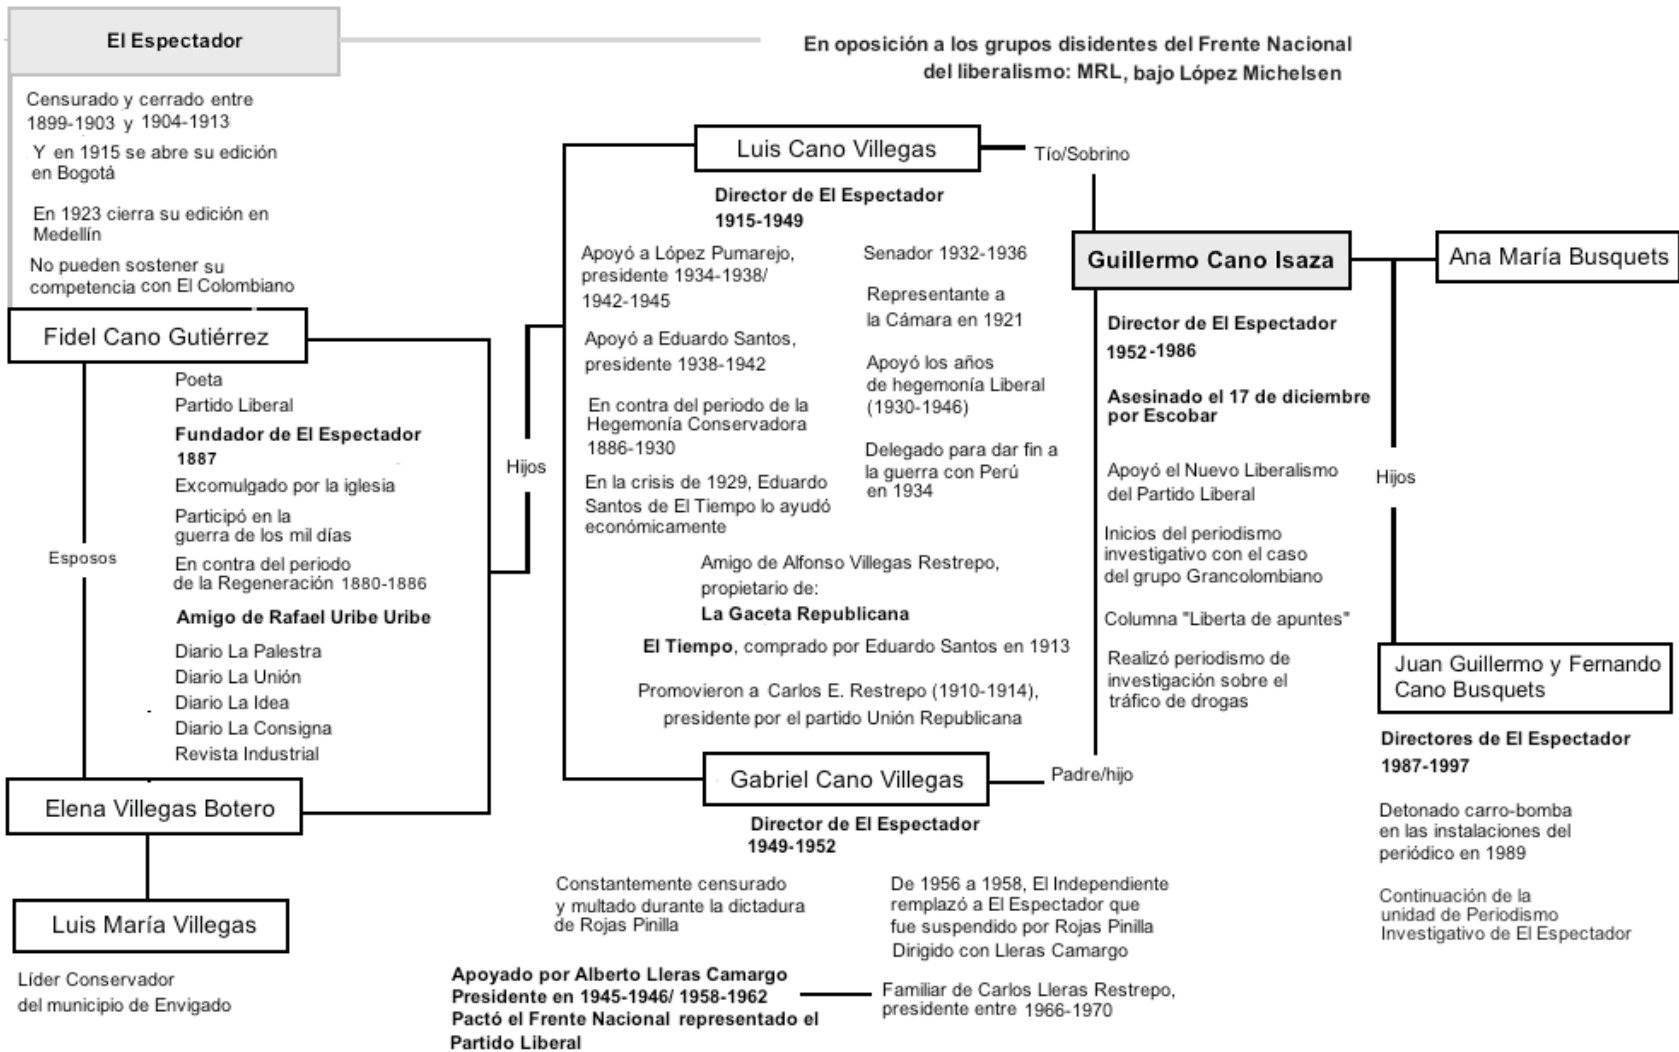 El Espectador
Censurado y cerrado entre
1899-1903 y 1904-1913
Y en 1915 se abre su edición
en Bogotá
En 1923 cierra su edición en
Medellín
No pueden sostener su
competencia con El Colombiano
Fidel Cano Gutiérrez
Poeta
Partido Liberal
Fundador de El Espectador
1887
Excomulgado por la iglesia
Participó en la
guerra de los mil días
En contra del periodo
de la Regeneración 1880-1886
Amigo de Rafael Uribe Uribe
Diario La Palestra
Diario La Unión
Diario La Idea
Diario La Consigna
Revista Industrial
Esposos
Elena Villegas Botero
Luis María Villegas
Líder Conservador
del municipio de Envigado
Hijos
En oposición a los grupos disidentes del Frente Nacional
del liberalismo: MRL, bajo López Michelsen
Luis Cano Villegas
Tío/Sobrino
Director de El Espectador
1915-1949
Apoyó a López Pumarejo,
presidente 1934-1938/
1942-1945
Apoyó a Eduardo Santos,
presidente 1938-1942
En contra del periodo de la
Hegemonía Conservadora
1886-1930
En la crisis de 1929, Eduardo
Santos de El Tiempo lo ayudó
económicamente
Senador 1932-1936
Representante a
la Cámara en 1921
Apoyó los años
de hegemonía Liberal
(1930-1946)
Delegado para dar fin a
la guerra con Perú
en 1934
Amigo de Alfonso Villegas Restrepo,
propietario de:
La Gaceta Republicana
El Tiempo, comprado por Eduardo Santos en 1913
Promovieron a Carlos E. Restrepo (1910-1914),
presidente por el partido Unión Republicana
Gabriel Cano Villegas
Padre/hijo
Director de El Espectador
1949-1952
Constantemente censurado
y multado durante la dictadura
de Rojas Pinilla
De 1956 a 1958, El Independiente
remplazó a El Espectador que
fue suspendido por Rojas Pinilla
Dirigido con Lleras Camargo
Apoyado por Alberto Lleras Camargo
Presidente en 1945-1946/ 1958-1962
Pactó el Frente Nacional representado el
Partido Liberal
Familiar de Carlos Lleras Restrepo,
presidente entre 1966-1970
Guillermo Cano Isaza
Director de El Espectador
1952-1986
Asesinado el 17 de diciembre
por Escobar
Apoyó el Nuevo Liberalismo
del Partido Liberal
Inicios del periodismo
investigativo con el caso
del grupo Grancolombiano
Columna "Liberta de apuntes"
Realizó periodismo de
investigación sobre el
tráfico de drogas
Ana María Busquets
Hijos
Juan Guillermo y Fernando
Cano Busquets
Directores de El Espectador
1987-1997
Detonado carro-bomba
en las instalaciones del
periódico en 1989
Continuación de la
unidad de Periodismo
Investigativo de El Espectador